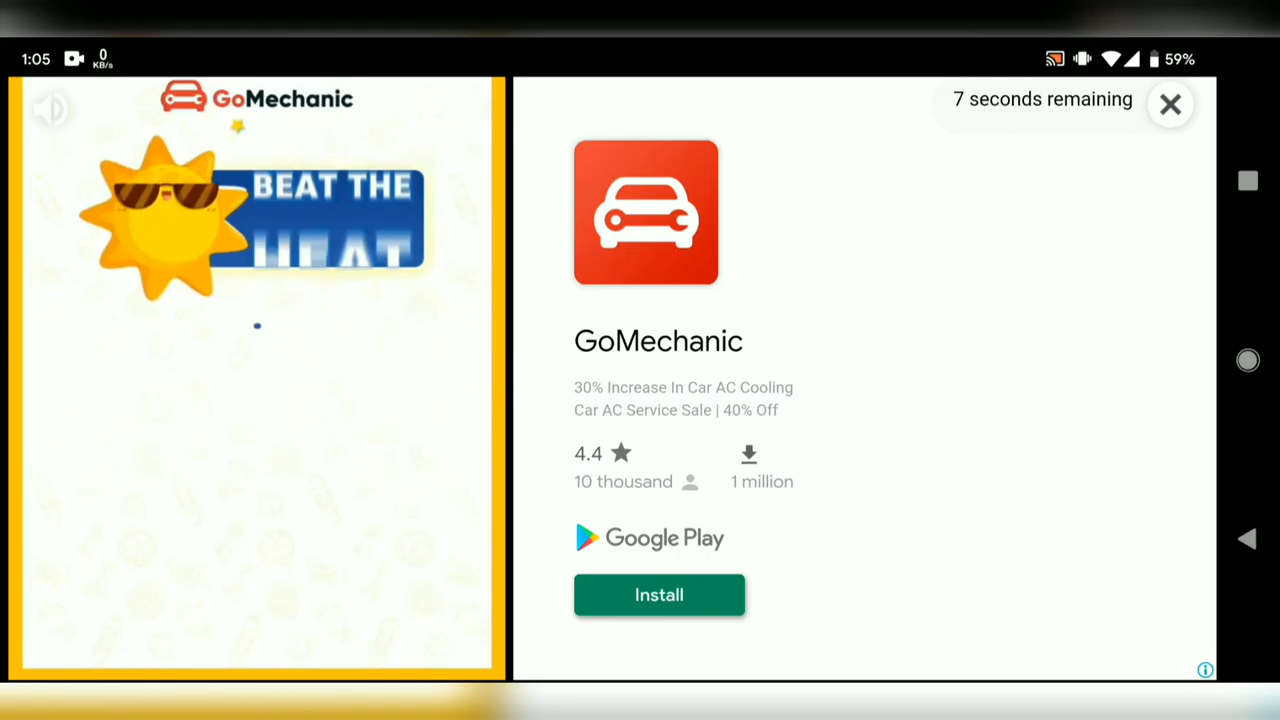 1:05
0
KB/s
59%
GoMechanic
BEAT THE
HEAT
7 seconds remaining
GoMechanic
30% Increase In Car AC Cooling
Car AC Service Sale | 40% Off
4.4
10 thousand
1 million
Google Play
Install